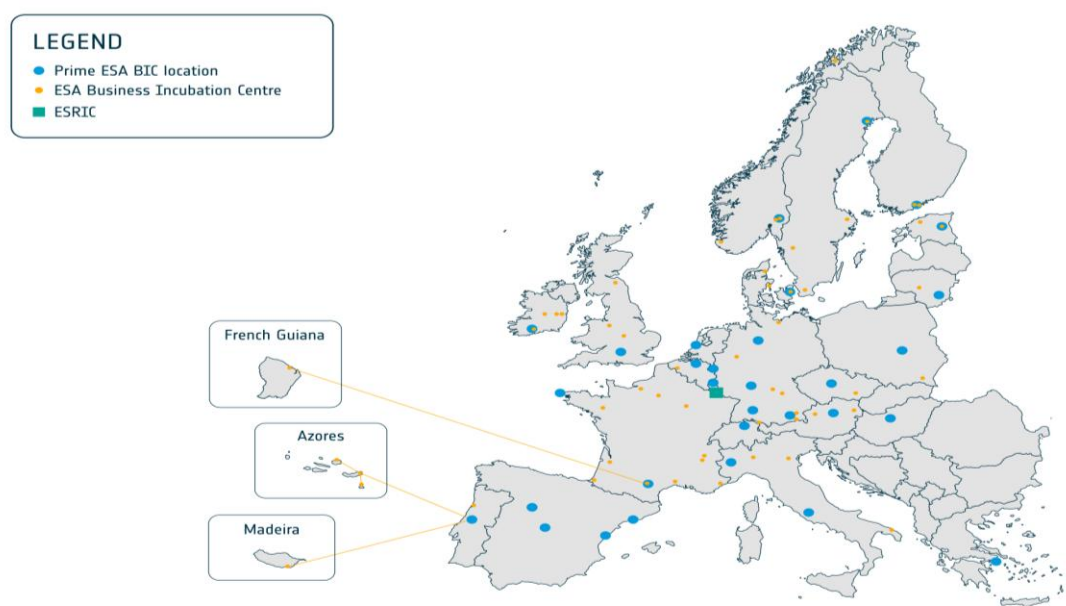 LEGEND
Prime ESA BIC location
ESA Business Incubation Centre
ESRIC
French Guiana
Azores
Madeira